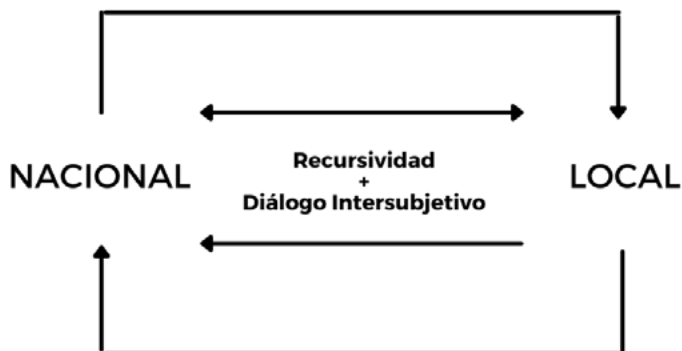 NACIONAL
Recursividad
+
Diálogo Intersubjetivo
LOCAL